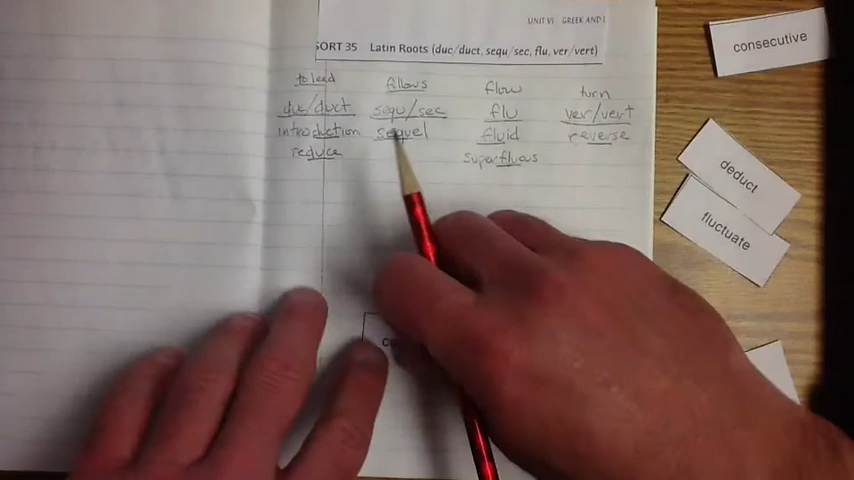 UNIT VI GREEK AND
SORT 35 Latin Roots (duc/duct, sequ/sec, flu, ver/vert)
to lead follows flow turn
duc/duct sequ/sec flu ver/vert
introduction sequel fluid reverse
reduce superfluous
consecutive
deduct
fluctuate